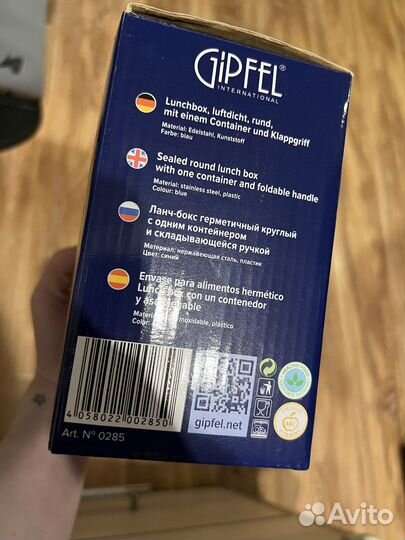 GiPFEL®
INTERNATIONAL
Lunchbox, luftdicht, rund,
mit einem Container und Klappgriff
Material: Edelstahl, Kunststoff
Farbe: blau
Sealed round lunch box
with one container and foldable handle
Material: stainless steel, plastic
Colour: blue
Ланч-бокс герметичный круглый
с одним контейнером
и складывающейся ручкой
Материал: нержавеющая сталь, пластик
Цвет: синий
Envase para alimentos hermético
con un contenedor
y
plástico
Color:
4 058022 002850
Art. N° 0285
gipfel.net
Avito